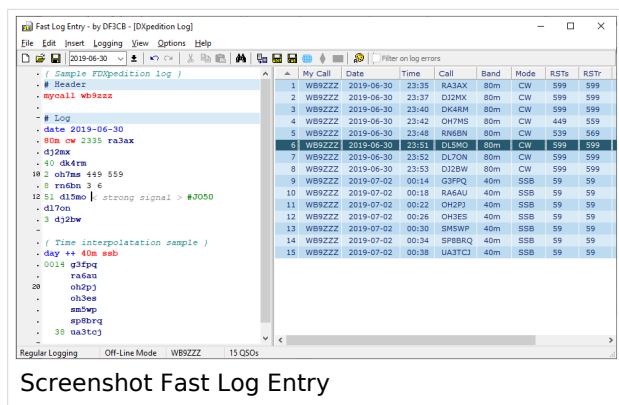 Fast Log Entry - by DF3CB - [DXpedition Log]
File Edit Insert Logging View Options Help
2019-06-30 Filter on log errors
{ Sample FDXpedition log }
# Header
mycall wb9zzz
# Log
date 2019-06-30
80m cw 2335 ra3ax
dj2mx
40 dk4rm
10 2 oh7ms 449 559
8 rn6bn 3 6
12 51 dl5mo < strong signal > #JO50
dl7on
3 dj2bw
{ Time interpolatation sample }
day ++ 40m ssb
0014 g3fpq
ra6au
20 oh2pj
oh3es
sm5wp
sp8brq
38 ua3tcj
My Call Date Time Call Band Mode RSTs RSTr
1 WB9ZZZ 2019-06-30 23:35 RA3AX 80m CW 599 599
2 WB9ZZZ 2019-06-30 23:37 DJ2MX 80m CW 599 599
3 WB9ZZZ 2019-06-30 23:40 DK4RM 80m CW 599 599
4 WB9ZZZ 2019-06-30 23:42 OH7MS 80m CW 449 559
5 WB9ZZZ 2019-06-30 23:48 RN6BN 80m CW 539 569
6 WB9ZZZ 2019-06-30 23:51 DL5MO 80m CW 599 599
7 WB9ZZZ 2019-06-30 23:52 DL7ON 80m CW 599 599
8 WB9ZZZ 2019-06-30 23:53 DJ2BW 80m CW 599 599
9 WB9ZZZ 2019-07-02 00:14 G3FPQ 40m SSB 59 59
10 WB9ZZZ 2019-07-02 00:18 RA6AU 40m SSB 59 59
11 WB9ZZZ 2019-07-02 00:22 OH2PJ 40m SSB 59 59
12 WB9ZZZ 2019-07-02 00:26 OH3ES 40m SSB 59 59
13 WB9ZZZ 2019-07-02 00:30 SM5WP 40m SSB 59 59
14 WB9ZZZ 2019-07-02 00:34 SP8BRQ 40m SSB 59 59
15 WB9ZZZ 2019-07-02 00:38 UA3TCJ 40m SSB 59 59
Regular Logging Off-Line Mode WB9ZZZ 15 QSOs
Screenshot Fast Log Entry